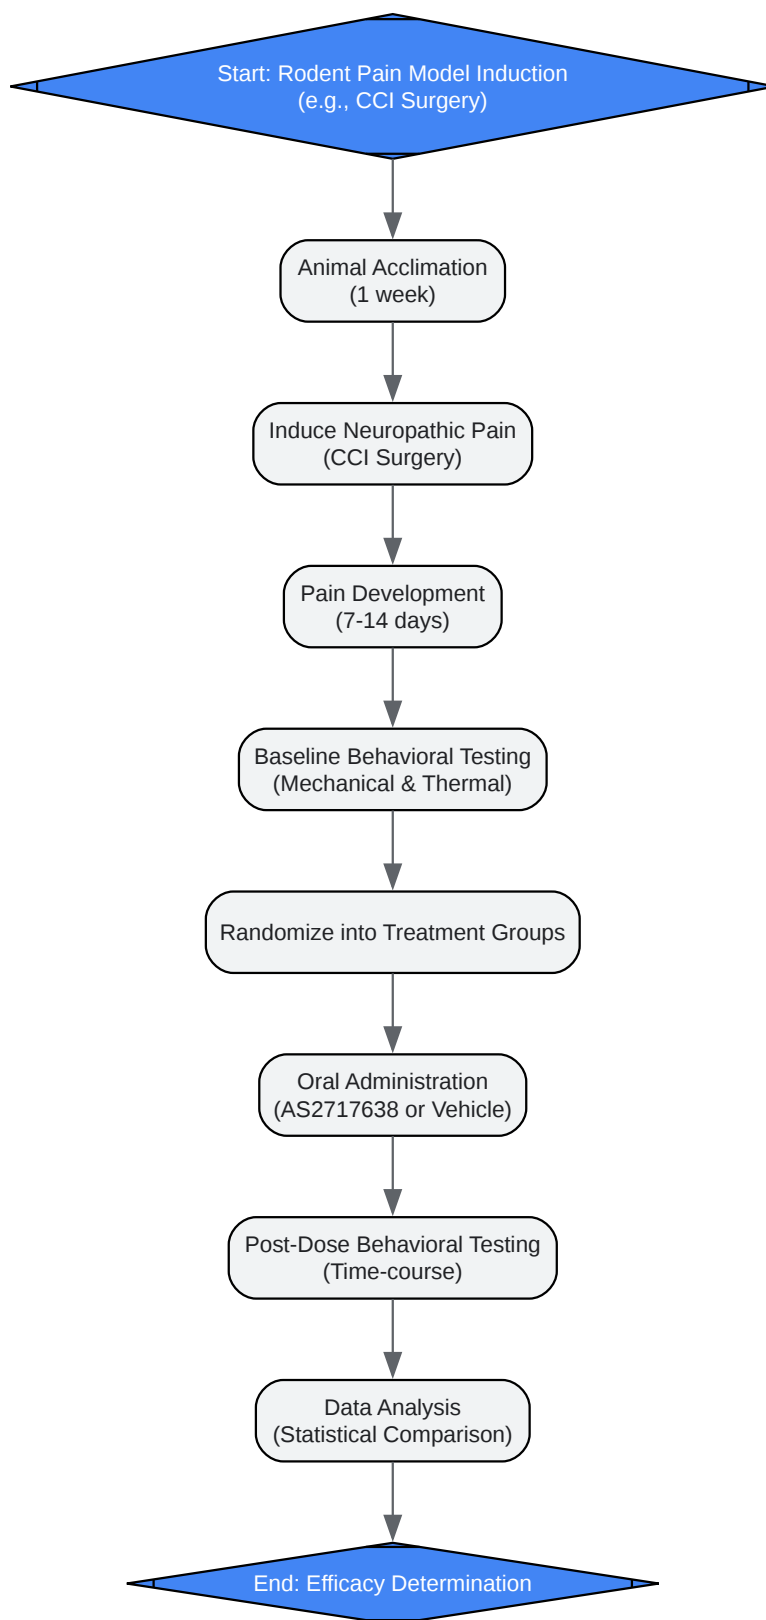 Start: Rodent Pain Model Induction
(e.g., CCI Surgery)
Animal Acclimation
(1 week)
Induce Neuropathic Pain
(CCI Surgery)
Pain Development
(7-14 days)
Baseline Behavioral Testing
(Mechanical & Thermal)
Randomize into Treatment Groups
Oral Administration
(AS2717638 or Vehicle)
Post-Dose Behavioral Testing
(Time-course)
Data Analysis
(Statistical Comparison)
End: Efficacy Determination